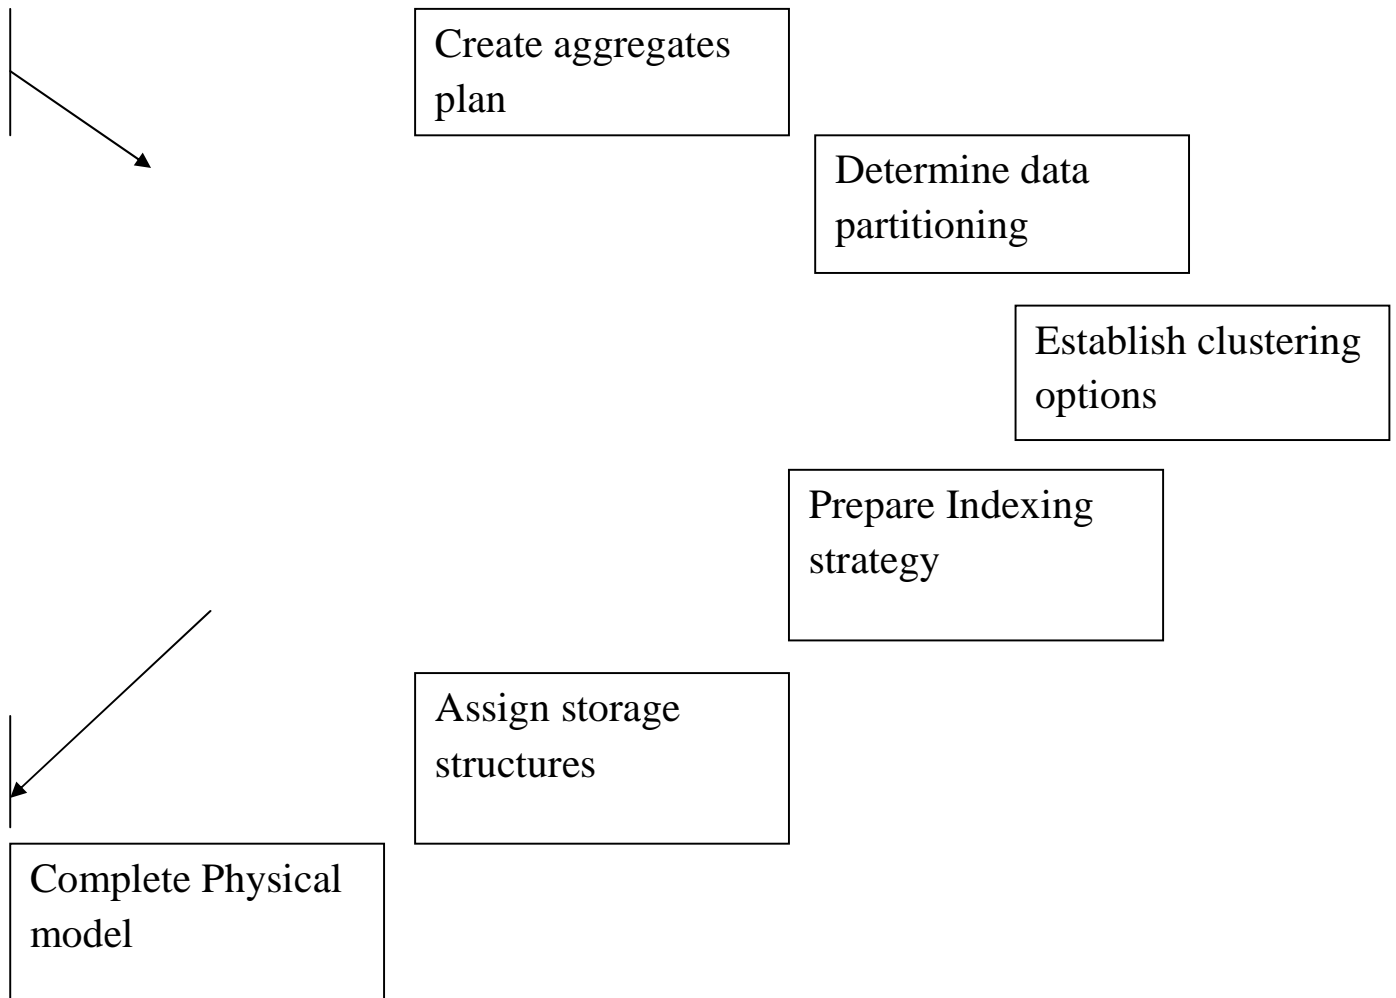 Create aggregates
plan
Determine data
partitioning
Establish clustering
options
Prepare Indexing
strategy
Assign storage
structures
Complete Physical
model